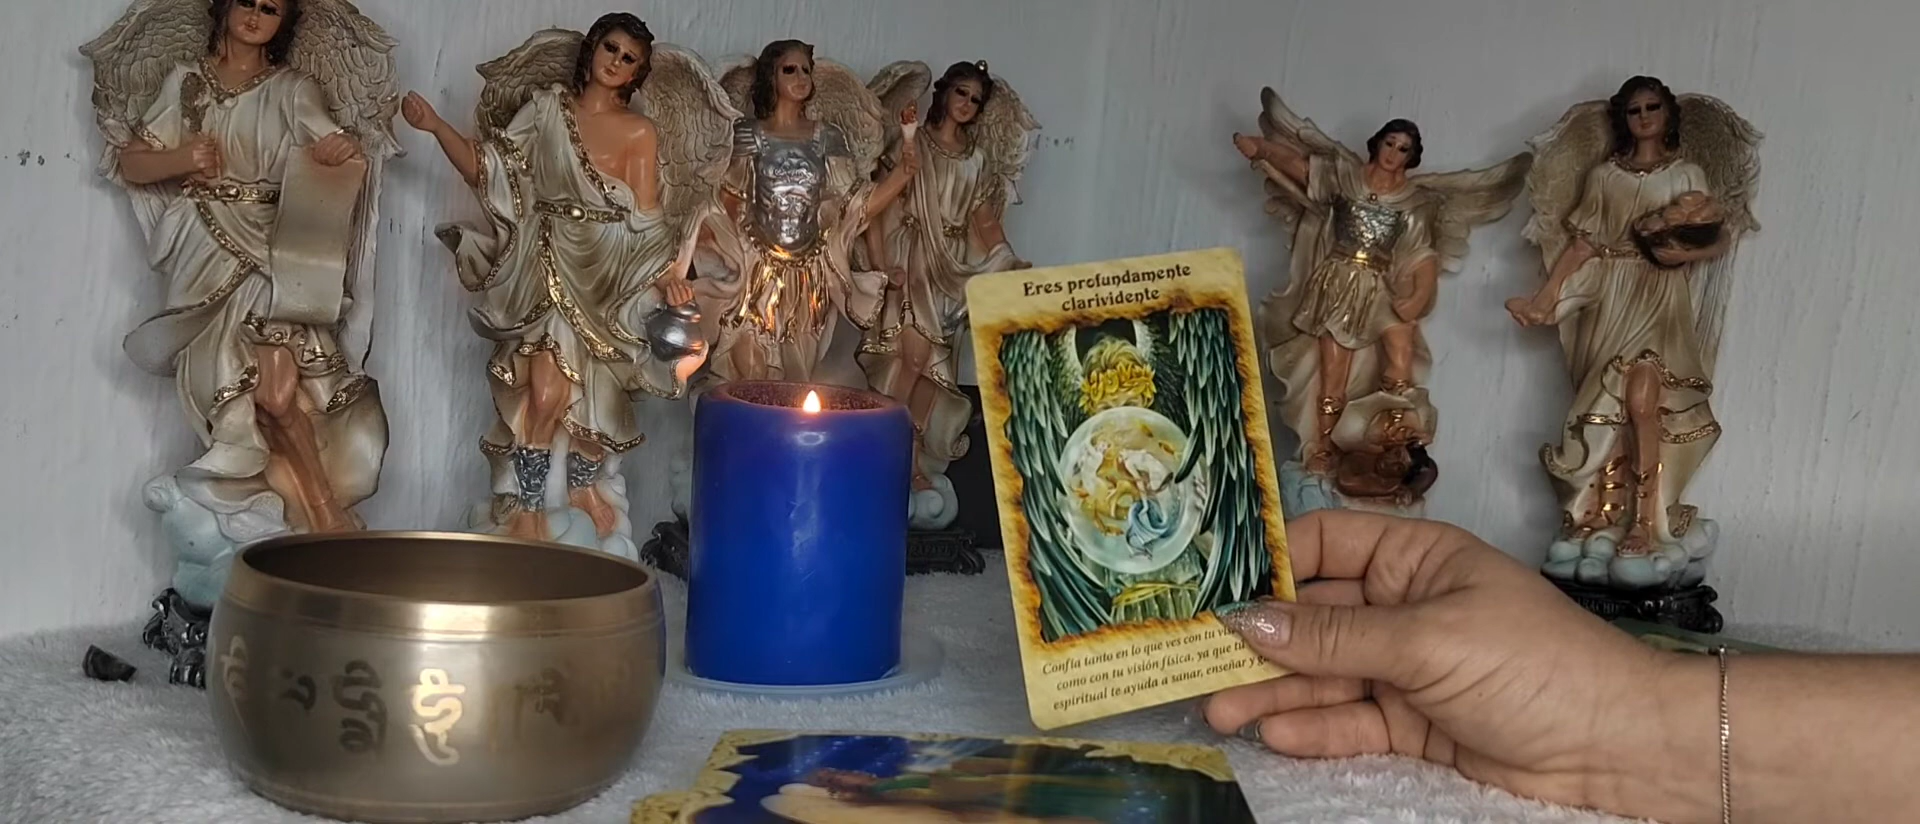 Eres profundamente
clarividente
Confía tanto en lo que ves con tu
como con tu visión física, ya que tu
espiritual te ayuda a sanar, enseñar y